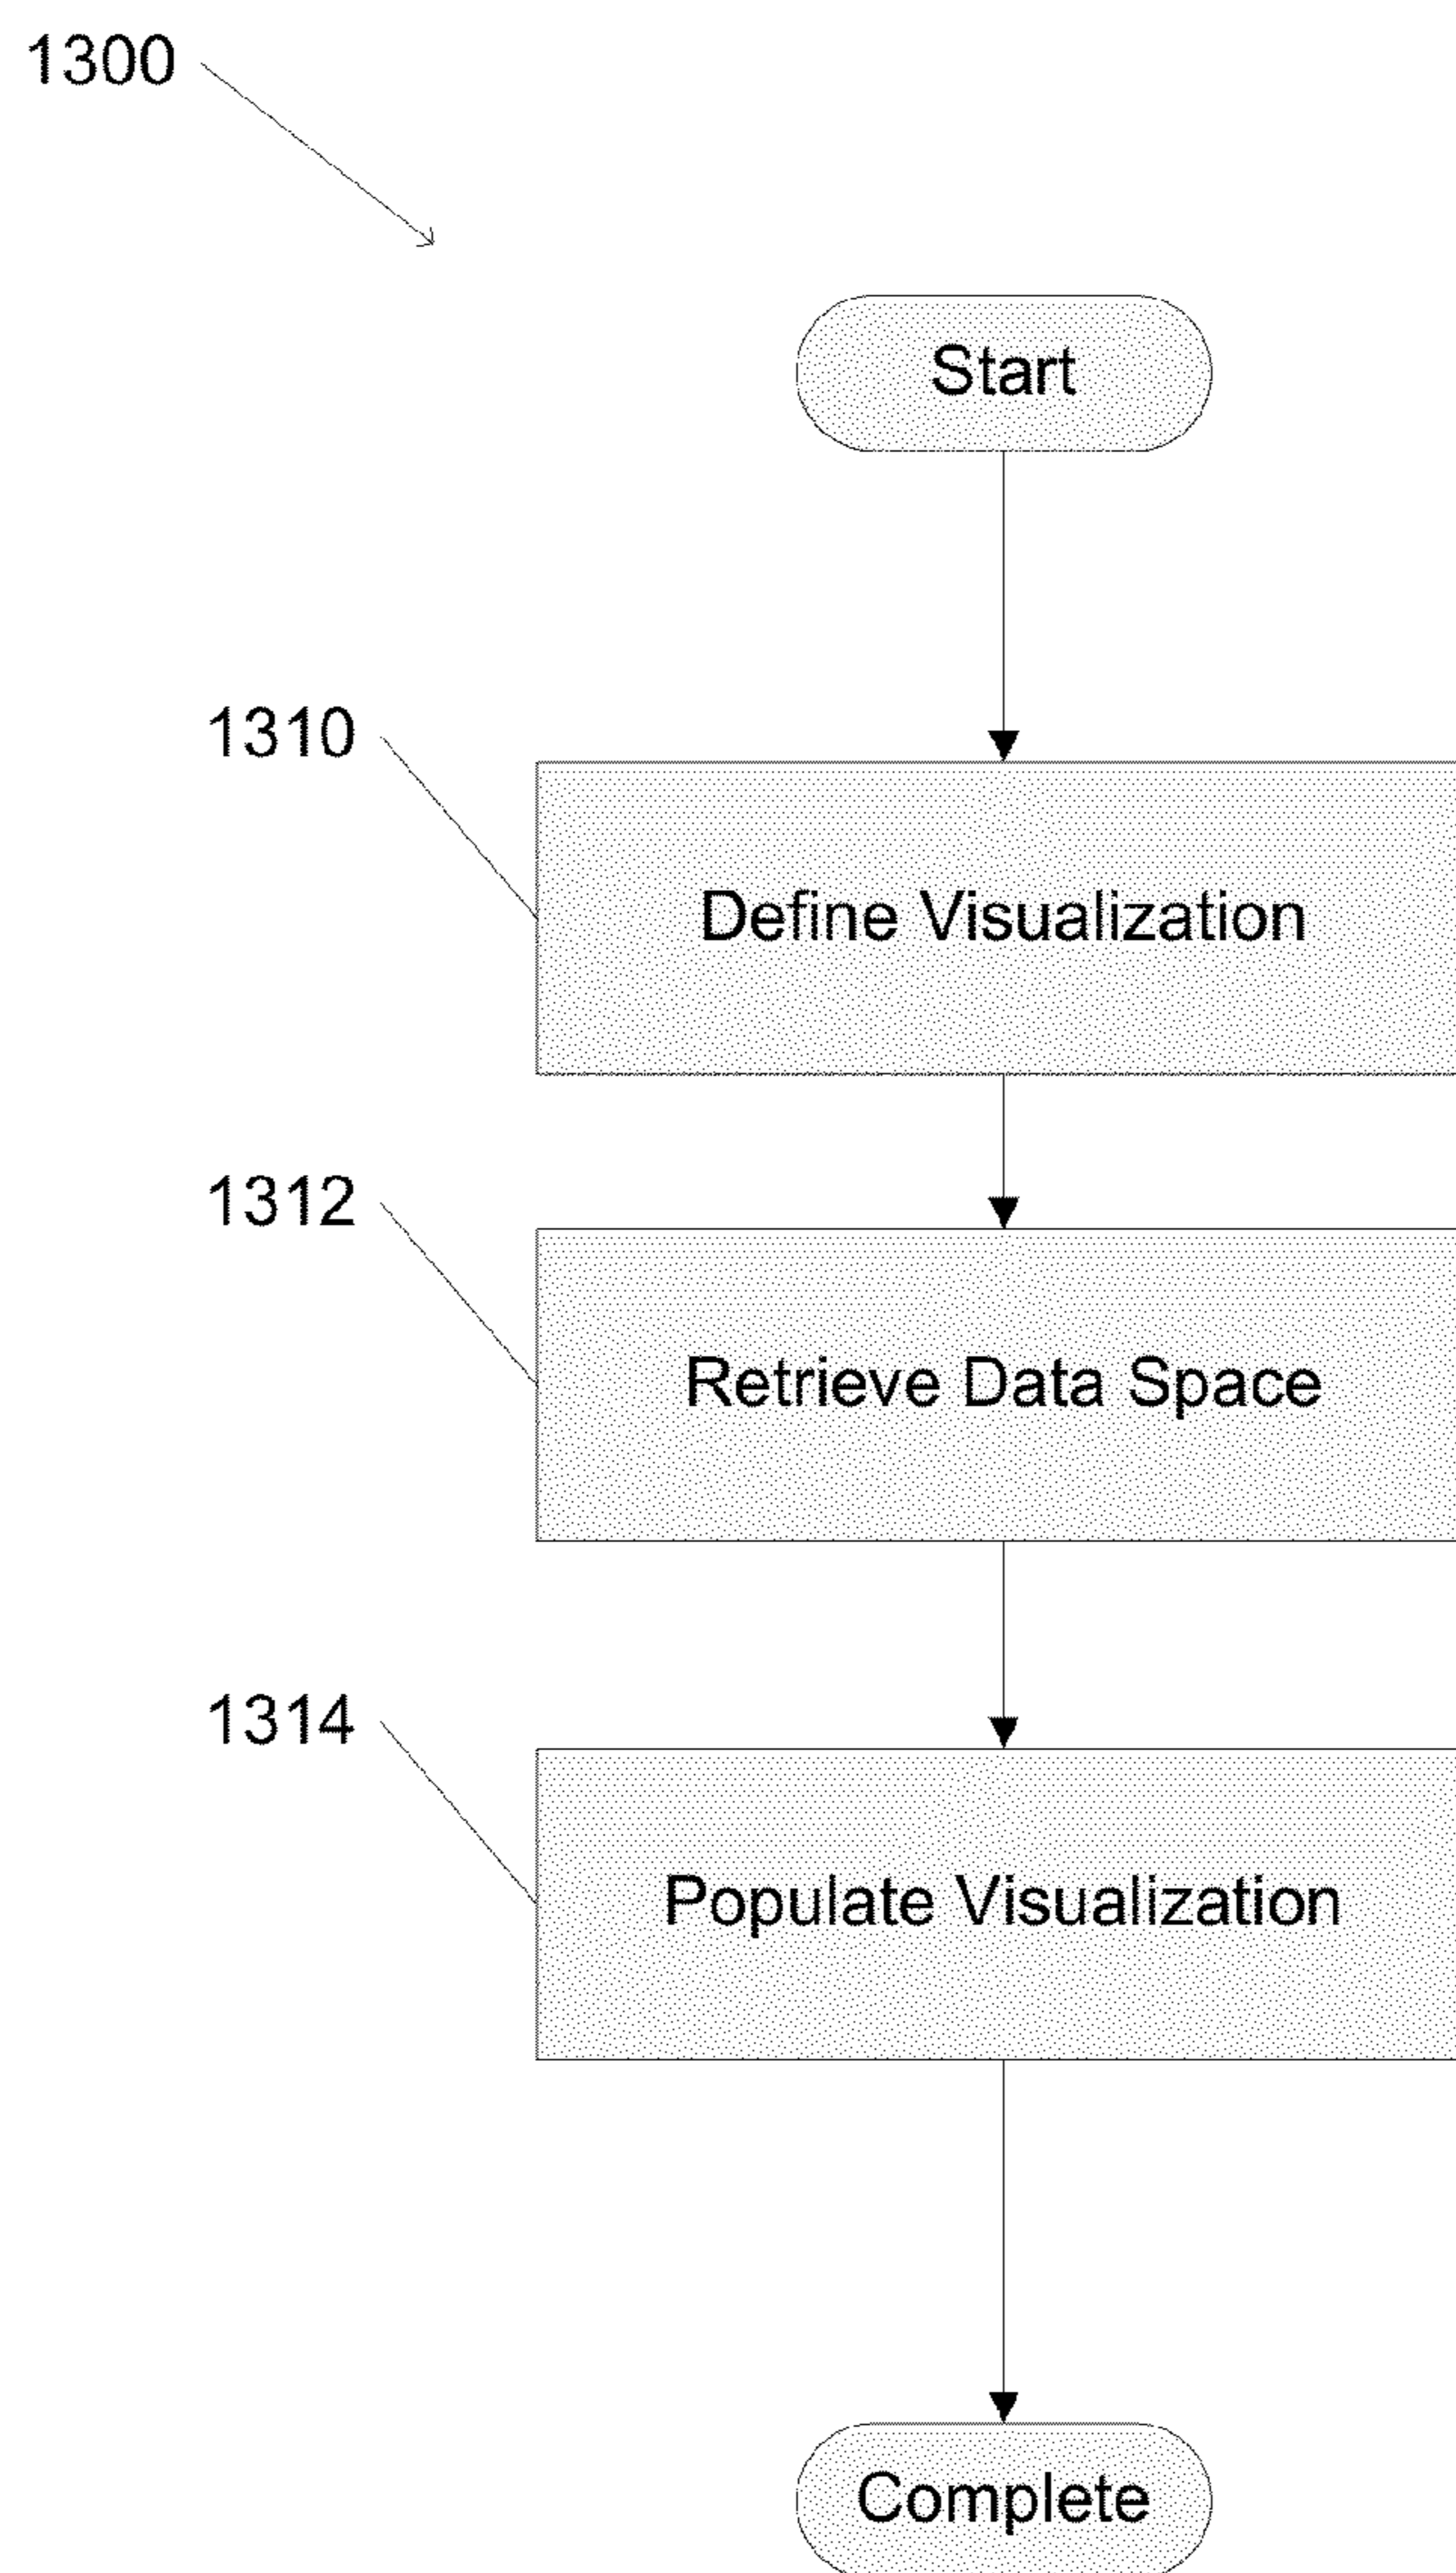 1300
Start
1310
Define Visualization
1312
Retrieve Data Space
1314
Populate Visualization
Complete